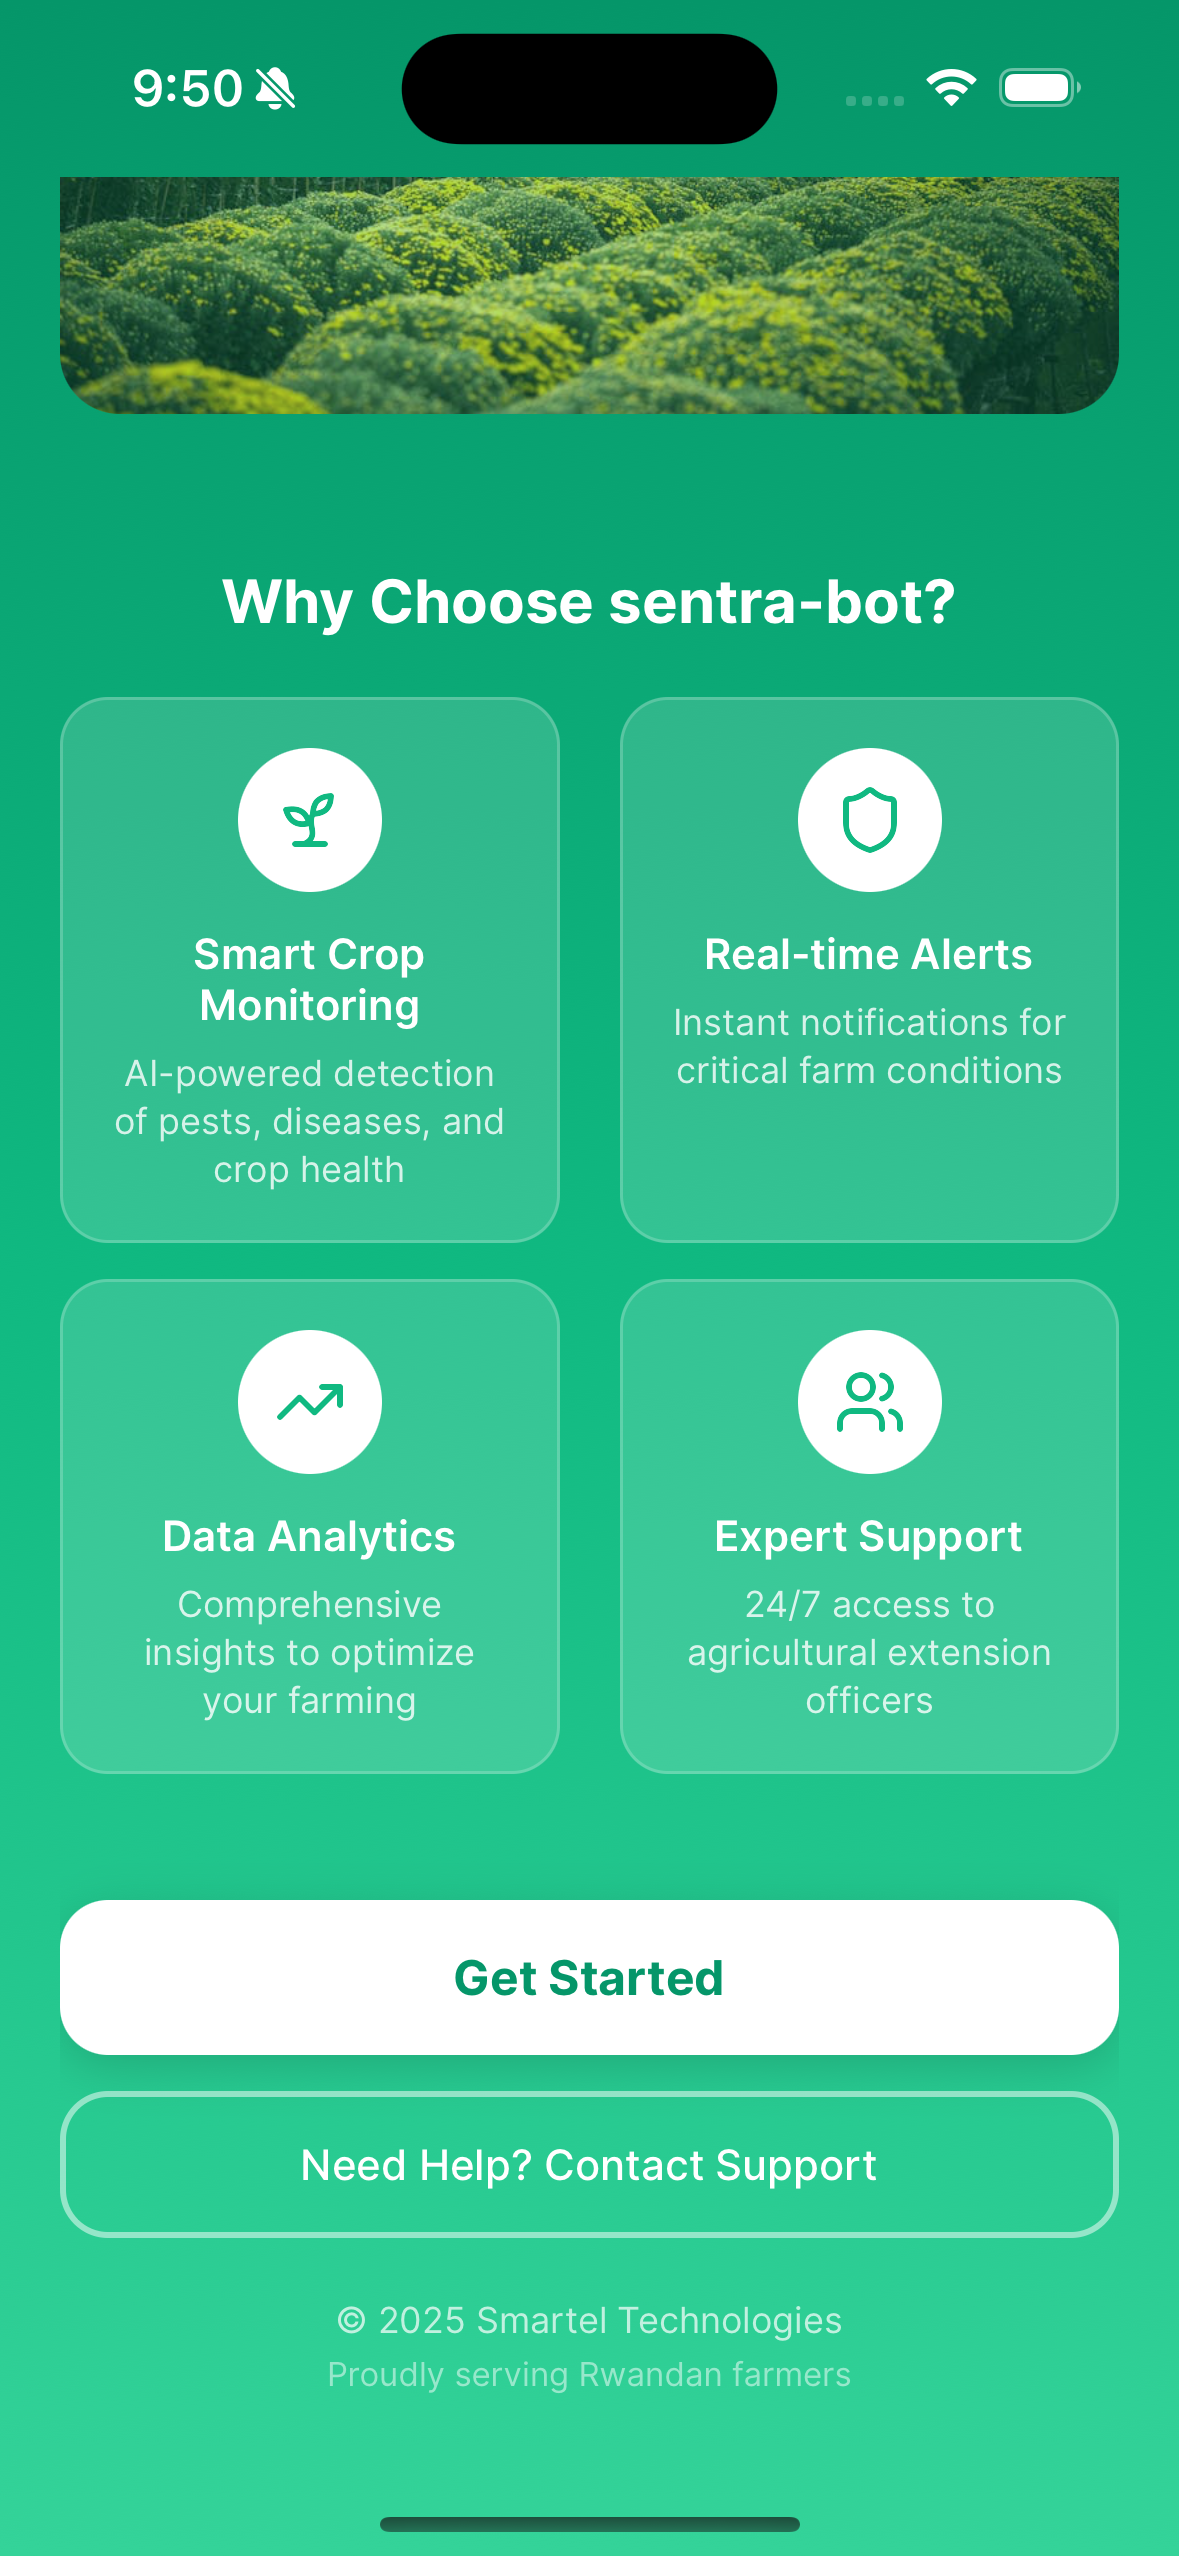 9:50
Why Choose sentra-bot?
Smart Crop
Monitoring
AI-powered detection
of pests, diseases, and
crop health
Real-time Alerts
Instant notifications for
critical farm conditions
Data Analytics
Comprehensive
insights to optimize
your farming
Expert Support
24/7 access to
agricultural extension
officers
Get Started
Need Help? Contact Support
© 2025 Smartel Technologies
Proudly serving Rwandan farmers